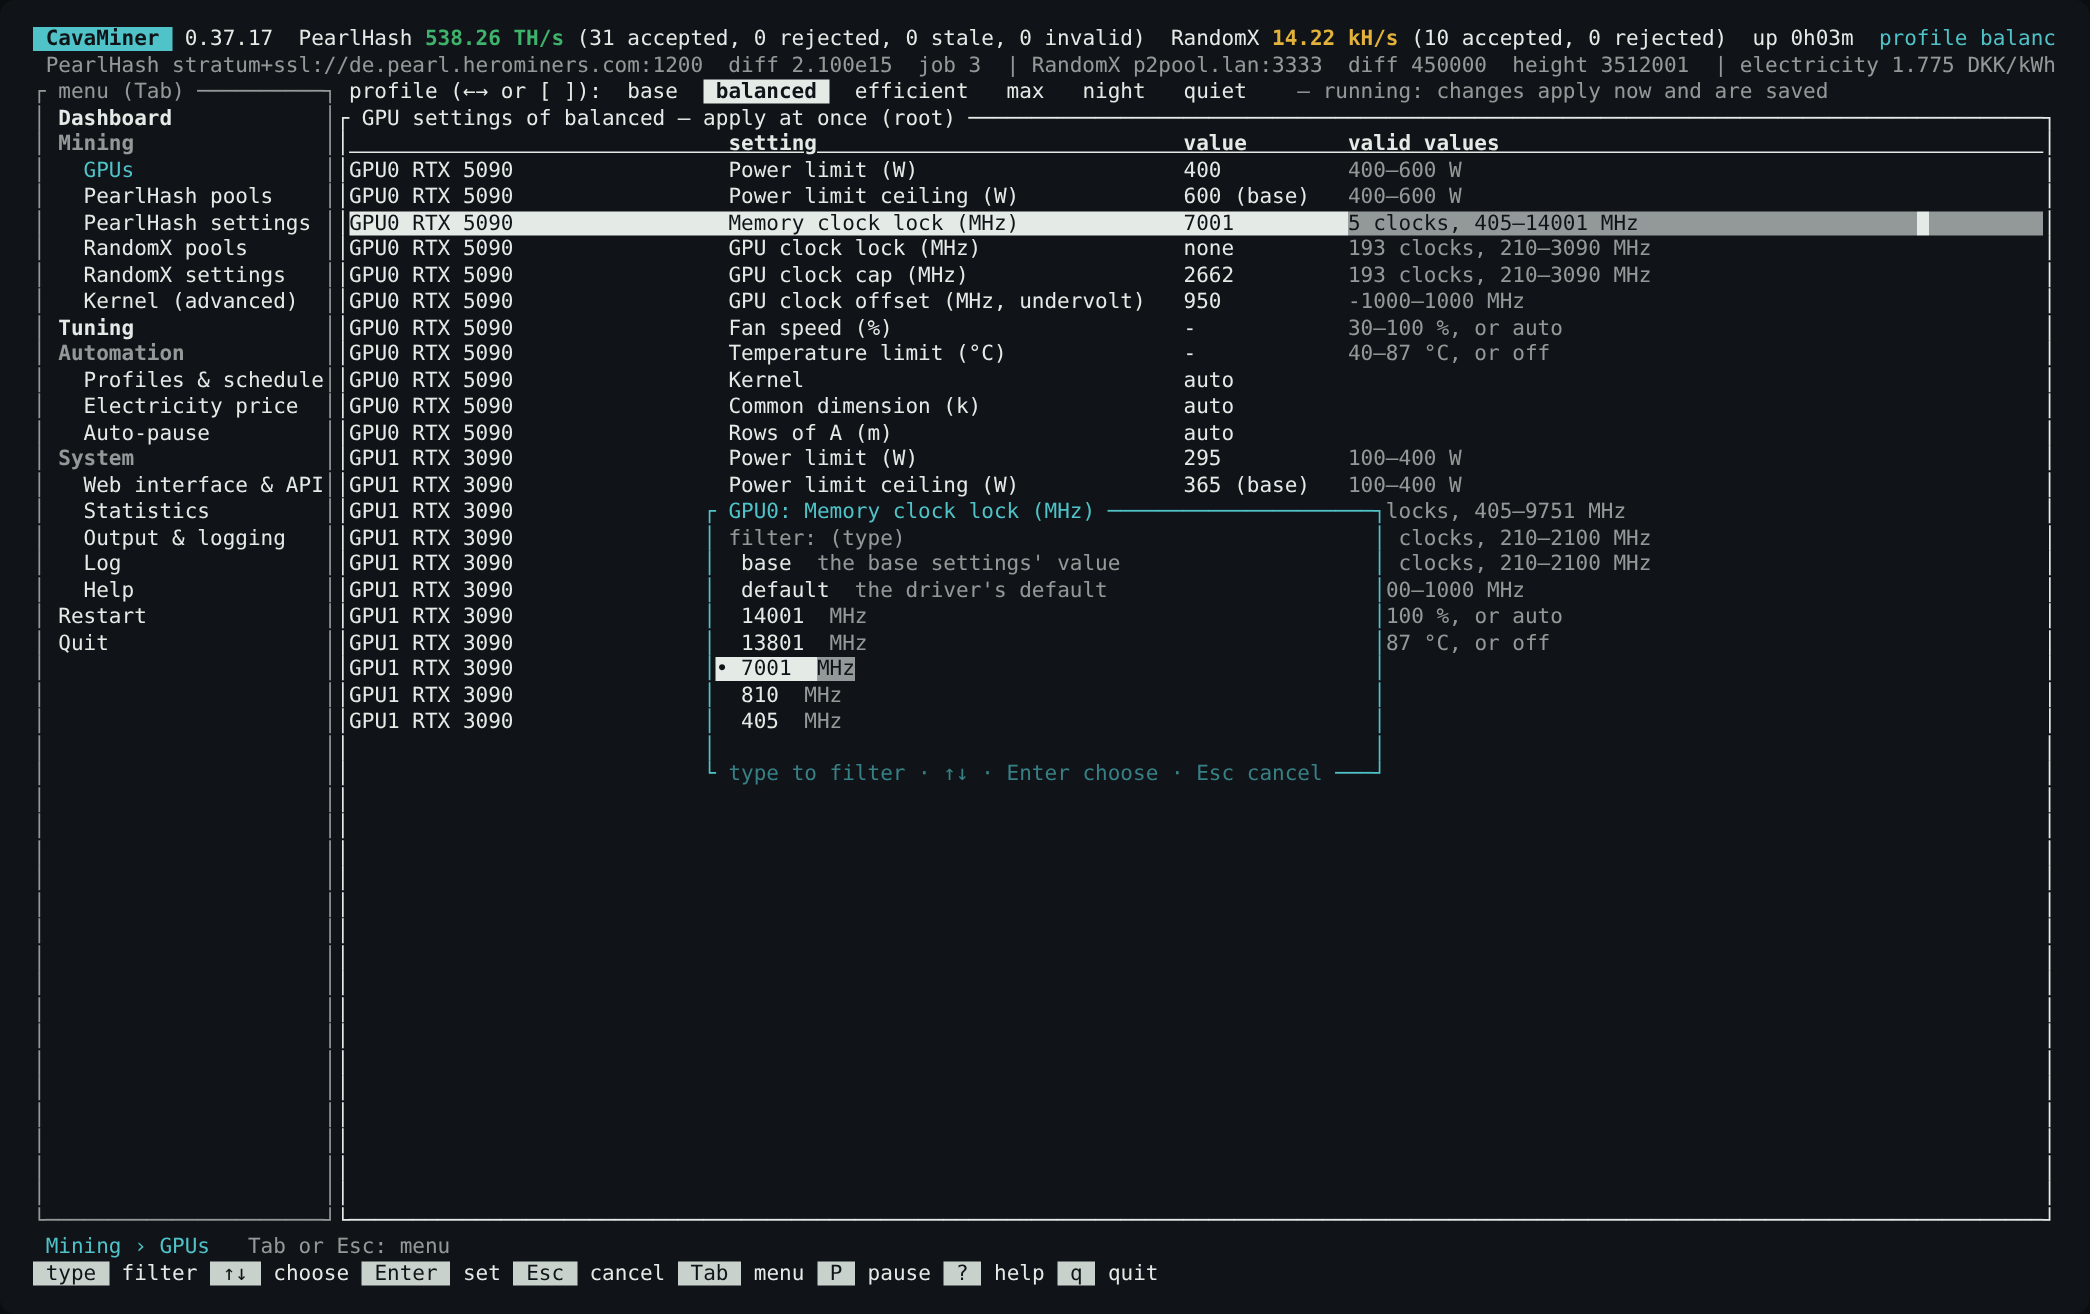 CavaMiner 0.37.17 PearlHash 538.26 TH/s (31 accepted, 0 rejected, 0 stale, 0 invalid) RandomX 14.22 kH/s (10 accepted, 0 rejected) up 0h03m profile balanc
PearlHash stratum+ssl://de.pearl.herominers.com:1200 diff 2.100e15 job 3 | RandomX p2pool.lan:3333 diff 450000 height 3512001 | electricity 1.775 DKK/kWh
menu (Tab) profile (←→ or [ ]): base balanced efficient max night quiet — running: changes apply now and are saved
Dashboard GPU settings of balanced — apply at once (root)
Mining setting value valid values
GPUs GPU0 RTX 5090 Power limit (W) 400 400–600 W
PearlHash pools GPU0 RTX 5090 Power limit ceiling (W) 600 (base) 400–600 W
PearlHash settings GPU0 RTX 5090 Memory clock lock (MHz) 7001 5 clocks, 405–14001 MHz
RandomX pools GPU0 RTX 5090 GPU clock lock (MHz) none 193 clocks, 210–3090 MHz
RandomX settings GPU0 RTX 5090 GPU clock cap (MHz) 2662 193 clocks, 210–3090 MHz
Kernel (advanced) GPU0 RTX 5090 GPU clock offset (MHz, undervolt) 950 -1000–1000 MHz
Tuning GPU0 RTX 5090 Fan speed (%) - 30–100 %, or auto
Automation GPU0 RTX 5090 Temperature limit (°C) - 40–87 °C, or off
Profiles & schedule GPU0 RTX 5090 Kernel auto
Electricity price GPU0 RTX 5090 Common dimension (k) auto
Auto-pause GPU0 RTX 5090 Rows of A (m) auto
System GPU1 RTX 3090 Power limit (W) 295 100–400 W
Web interface & API GPU1 RTX 3090 Power limit ceiling (W) 365 (base) 100–400 W
Statistics GPU1 RTX 3090 GPU0: Memory clock lock (MHz) locks, 405–9751 MHz
Output & logging GPU1 RTX 3090 filter: (type) clocks, 210–2100 MHz
Log GPU1 RTX 3090 base the base settings' value clocks, 210–2100 MHz
Help GPU1 RTX 3090 default the driver's default 00–1000 MHz
Restart GPU1 RTX 3090 14001 MHz 100 %, or auto
Quit GPU1 RTX 3090 13801 MHz 87 °C, or off
GPU1 RTX 3090 • 7001 MHz
GPU1 RTX 3090 810 MHz
GPU1 RTX 3090 405 MHz
type to filter · ↑↓ · Enter choose · Esc cancel
Mining › GPUs Tab or Esc: menu
type filter ↑↓ choose Enter set Esc cancel Tab menu P pause ? help q quit